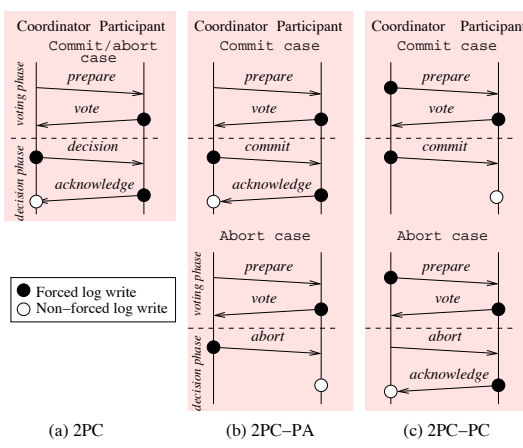 Coordinator Participant
Commit/abort
case
voting phase
prepare
vote
decision phase
decision
acknowledge
Coordinator Participant
Commit case
prepare
vote
commit
acknowledge
Abort case
voting phase
prepare
vote
decision phase
abort
Coordinator Participant
Commit case
prepare
vote
commit
Abort case
prepare
vote
abort
acknowledge
Forced log write
Non−forced log write
(a) 2PC
(b) 2PC−PA
(c) 2PC−PC